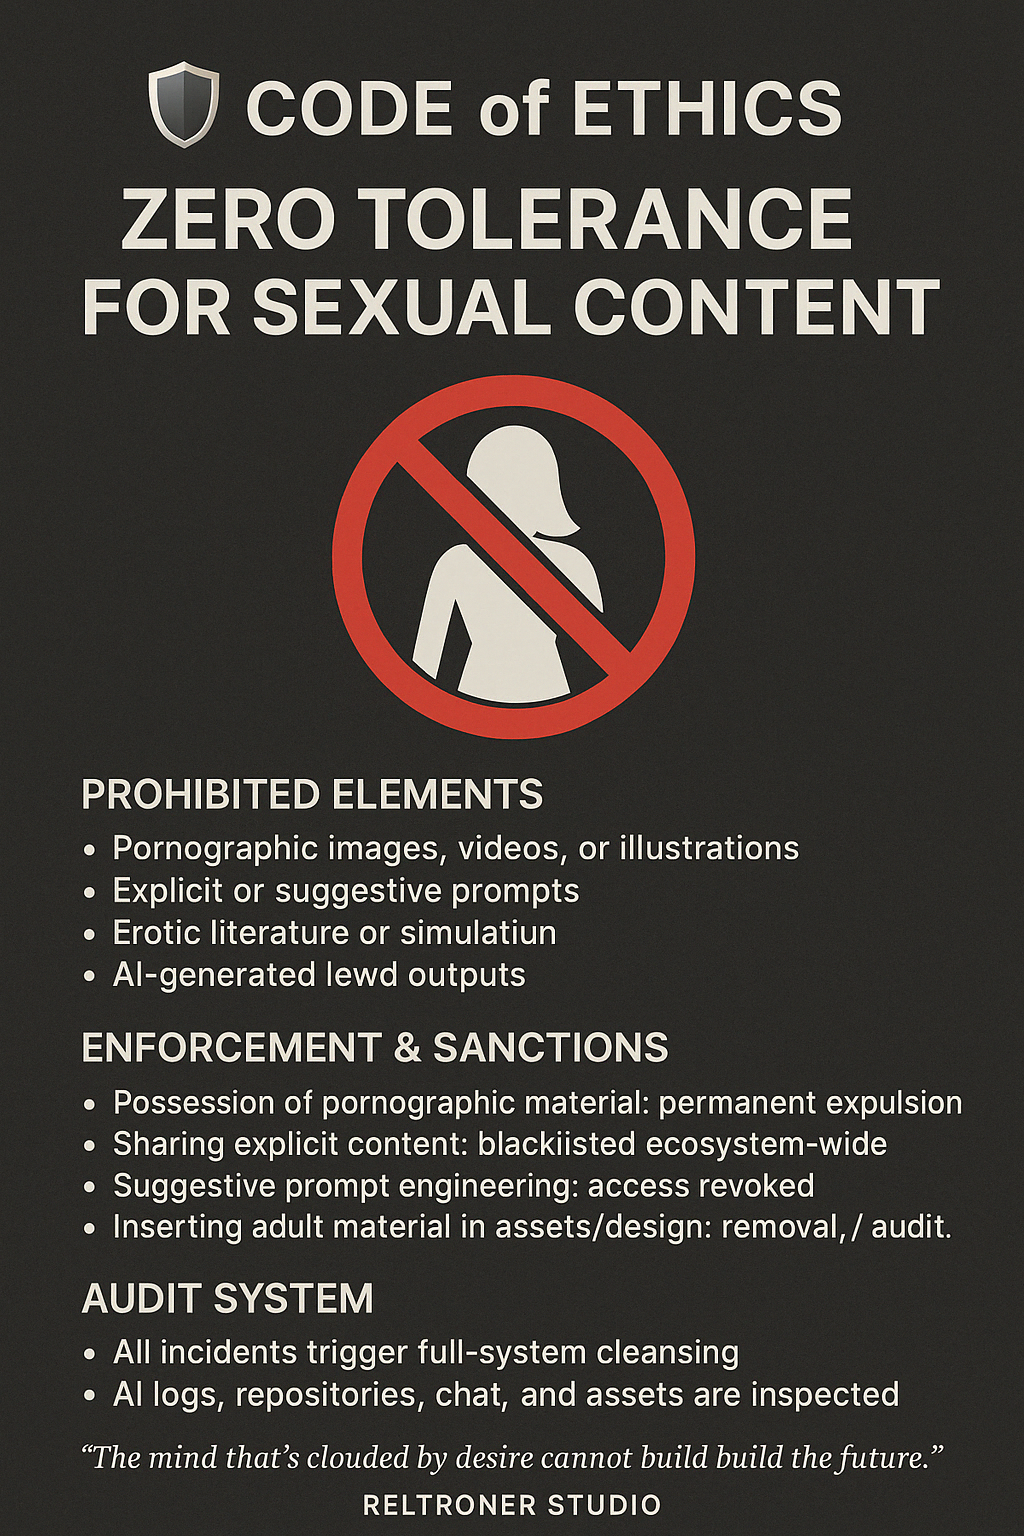 CODE of ETHICS
ZERO TOLERANCE
FOR SEXUAL CONTENT
PROHIBITED ELEMENTS
• Pornographic images, videos, or illustrations
• Explicit or suggestive prompts
• Erotic literature or simulatiun
• AI-generated lewd outputs
ENFORCEMENT & SANCTIONS
• Possession of pornographic material: permanent expulsion
• Sharing explicit content: blackiisted ecosystem-wide
• Suggestive prompt engineering: access revoked
• Inserting adult material in assets/design: removal, / audit.
AUDIT SYSTEM
• All incidents trigger full-system cleansing
• AI logs, repositories, chat, and assets are inspected
“The mind that’s clouded by desire cannot build build the future.”
RELTRONER STUDIO